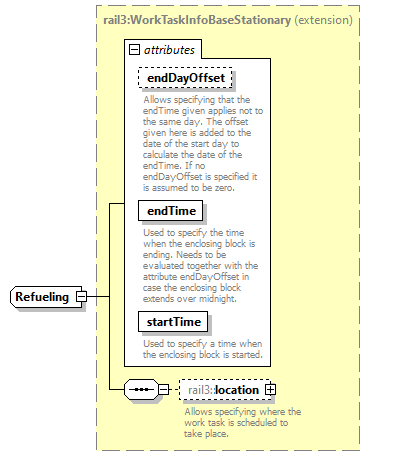 rail3:WorkTaskInfoBaseStationary (extension)
attributes
endDayOffset
Allows specifying that the
endTime given applies not to
the same day. The offset
given here is added to the
date of the start day to
calculate the date of the
endTime. If no
endDayOffset is specified it
is assumed to be zero.
endTime
Used to specify the time
when the enclosing block is
ending. Needs to be
evaluated together with the
attribute endDayOffset in
case the enclosing block
extends over midnight.
Refueling
startTime
Used to specify a time when
the enclosing block is started.
rail3::location
Allows specifying where the
work task is scheduled to
take place.